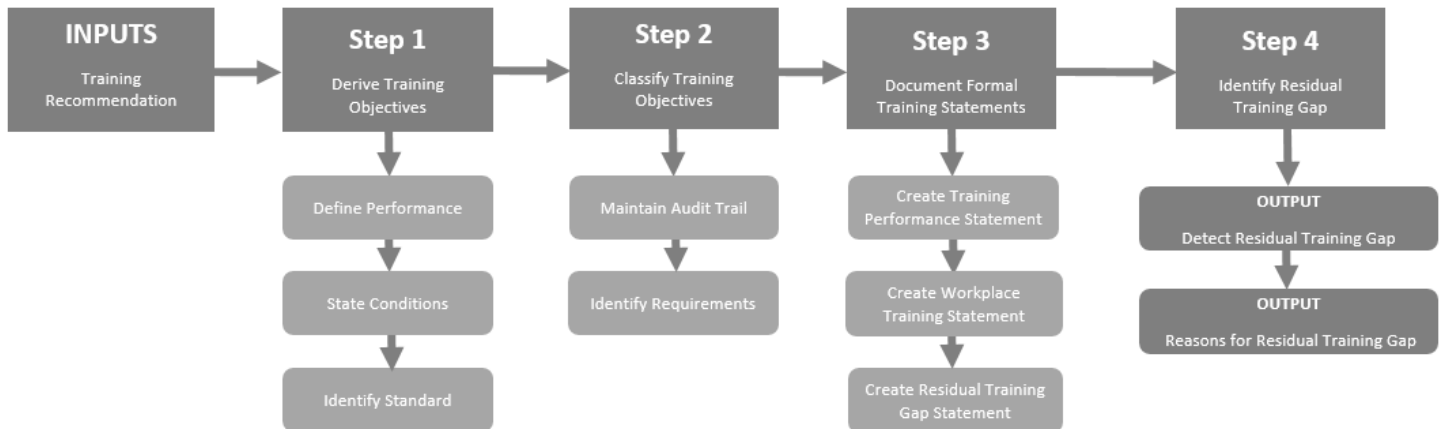 INPUTS
Training
Recommendation
Step 1
Derive Training
Objectives
Define Performance
State Conditions
Identify Standard
Step 2
Classify Training
Objectives
Maintain Audit Trail
Identify Requirements
Step 3
Document Formal
Training Statements
Create Training
Performance Statement
Create Workplace
Training Statement
Create Residual Training
Gap Statement
Step 4
Identify Residual
Training Gap
OUTPUT
Detect Residual Training Gap
OUTPUT
Reasons for Residual Training Gap